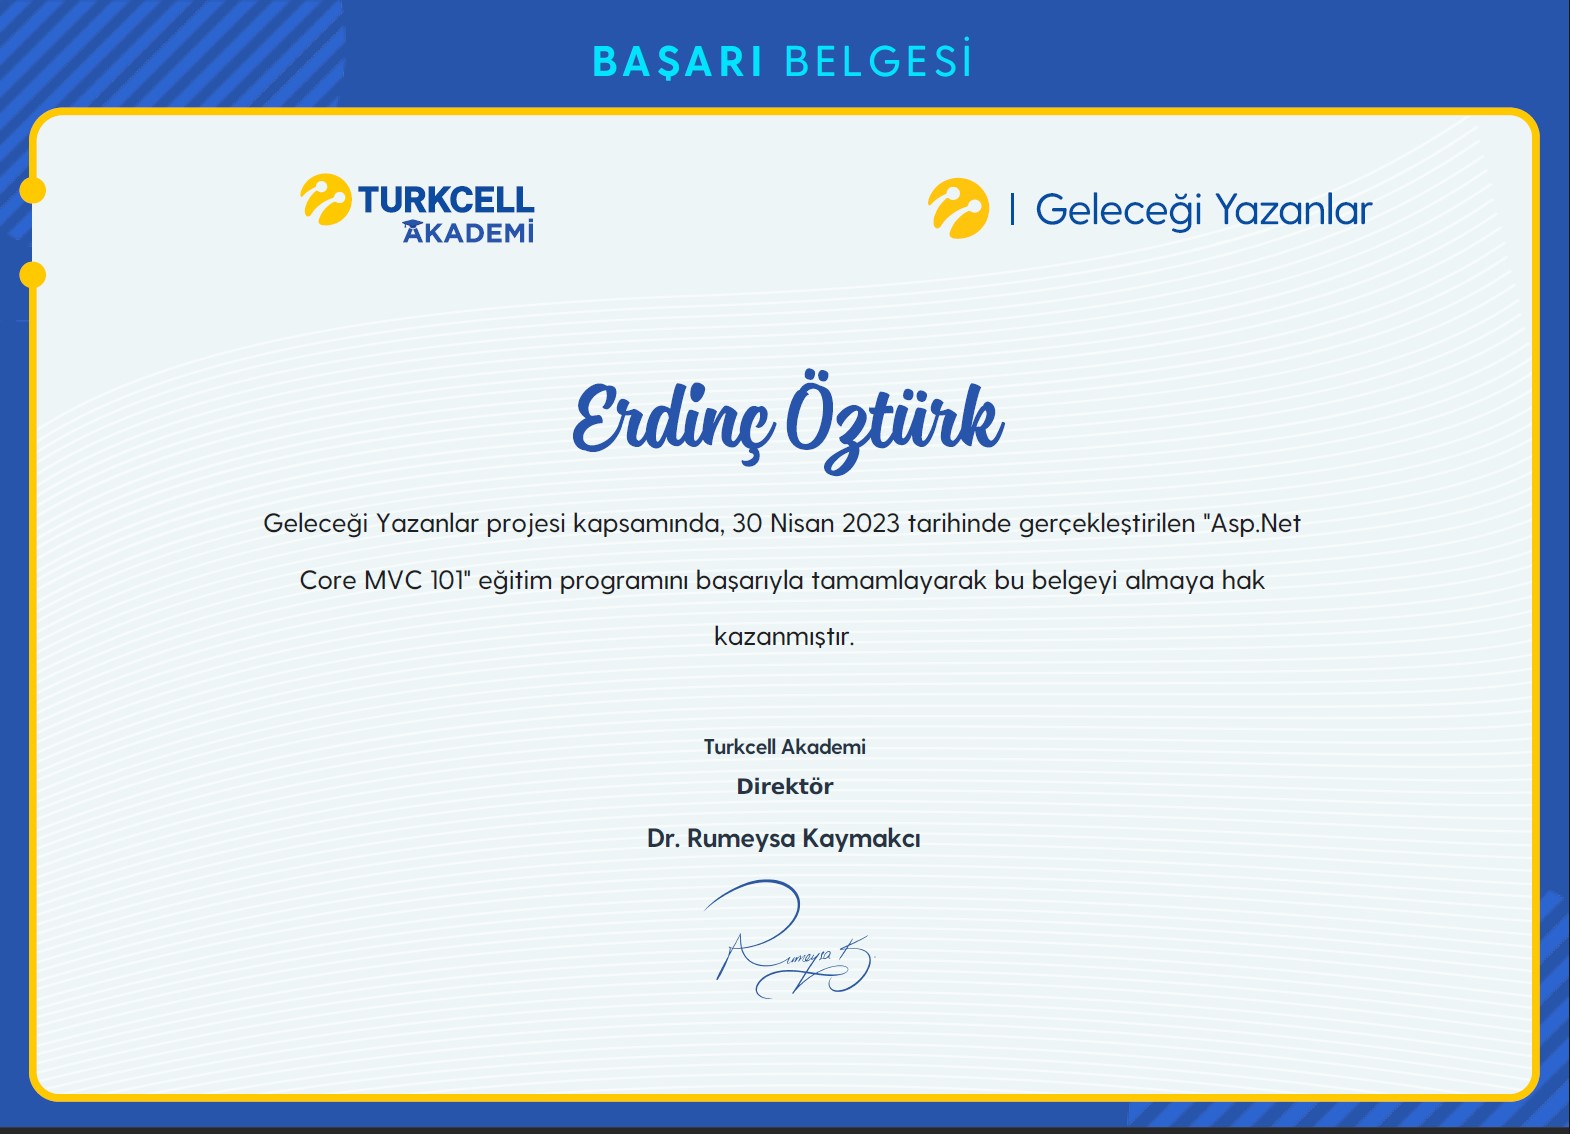 BAŞARI BELGESİ
TURKCELL
AKADEMİ
| Geleceği Yazanlar
Erdinç Öztürk
Geleceği Yazanlar projesi kapsamında, 30 Nisan 2023 tarihinde gerçekleştirilen "Asp.Net
Core MVC 101" eğitim programını başarıyla tamamlayarak bu belgeyi almaya hak
kazanmıştır.
Turkcell Akademi
Direktör
Dr. Rumeysa Kaymakcı
Rumeysa K.